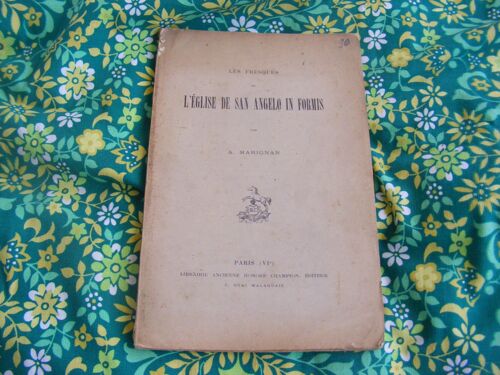 30
LES FRESQUES
DE
L'ÉGLISE DE SAN ANGELO IN FORMIS
PAR
A. MARIGNAN
PARIS (VIe)
LIBRAIRIE ANCIENNE HONORÉ CHAMPION, ÉDITEUR
5, QUAI MALAQUAIS